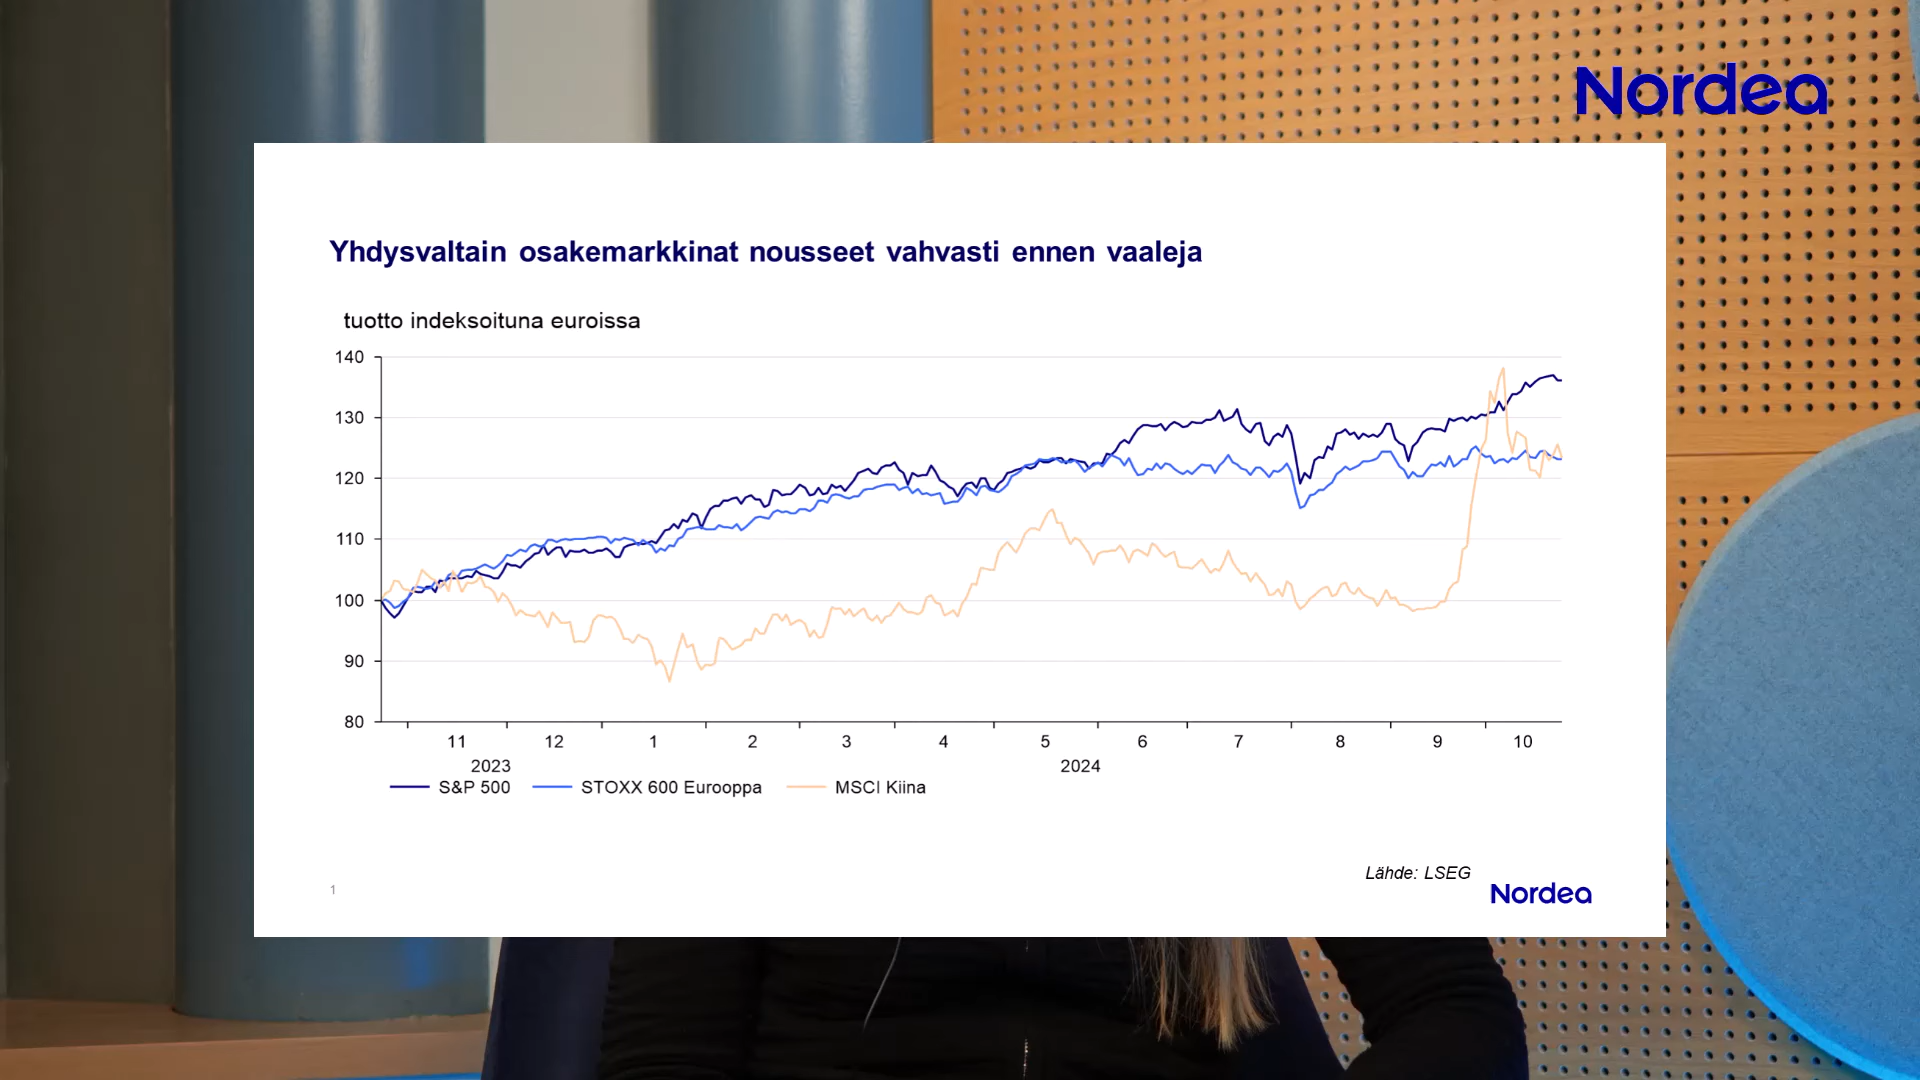 Nordea
Yhdysvaltain osakemarkkinat nousseet vahvasti ennen vaaleja
tuotto indeksoituna euroissa
140
130
120
110
100
90
80
11 12 1 2 3 4 5 6 7 8 9 10
2023 2024
S&P 500 STOXX 600 Eurooppa MSCI Kiina
Lähde: LSEG
1
Nordea